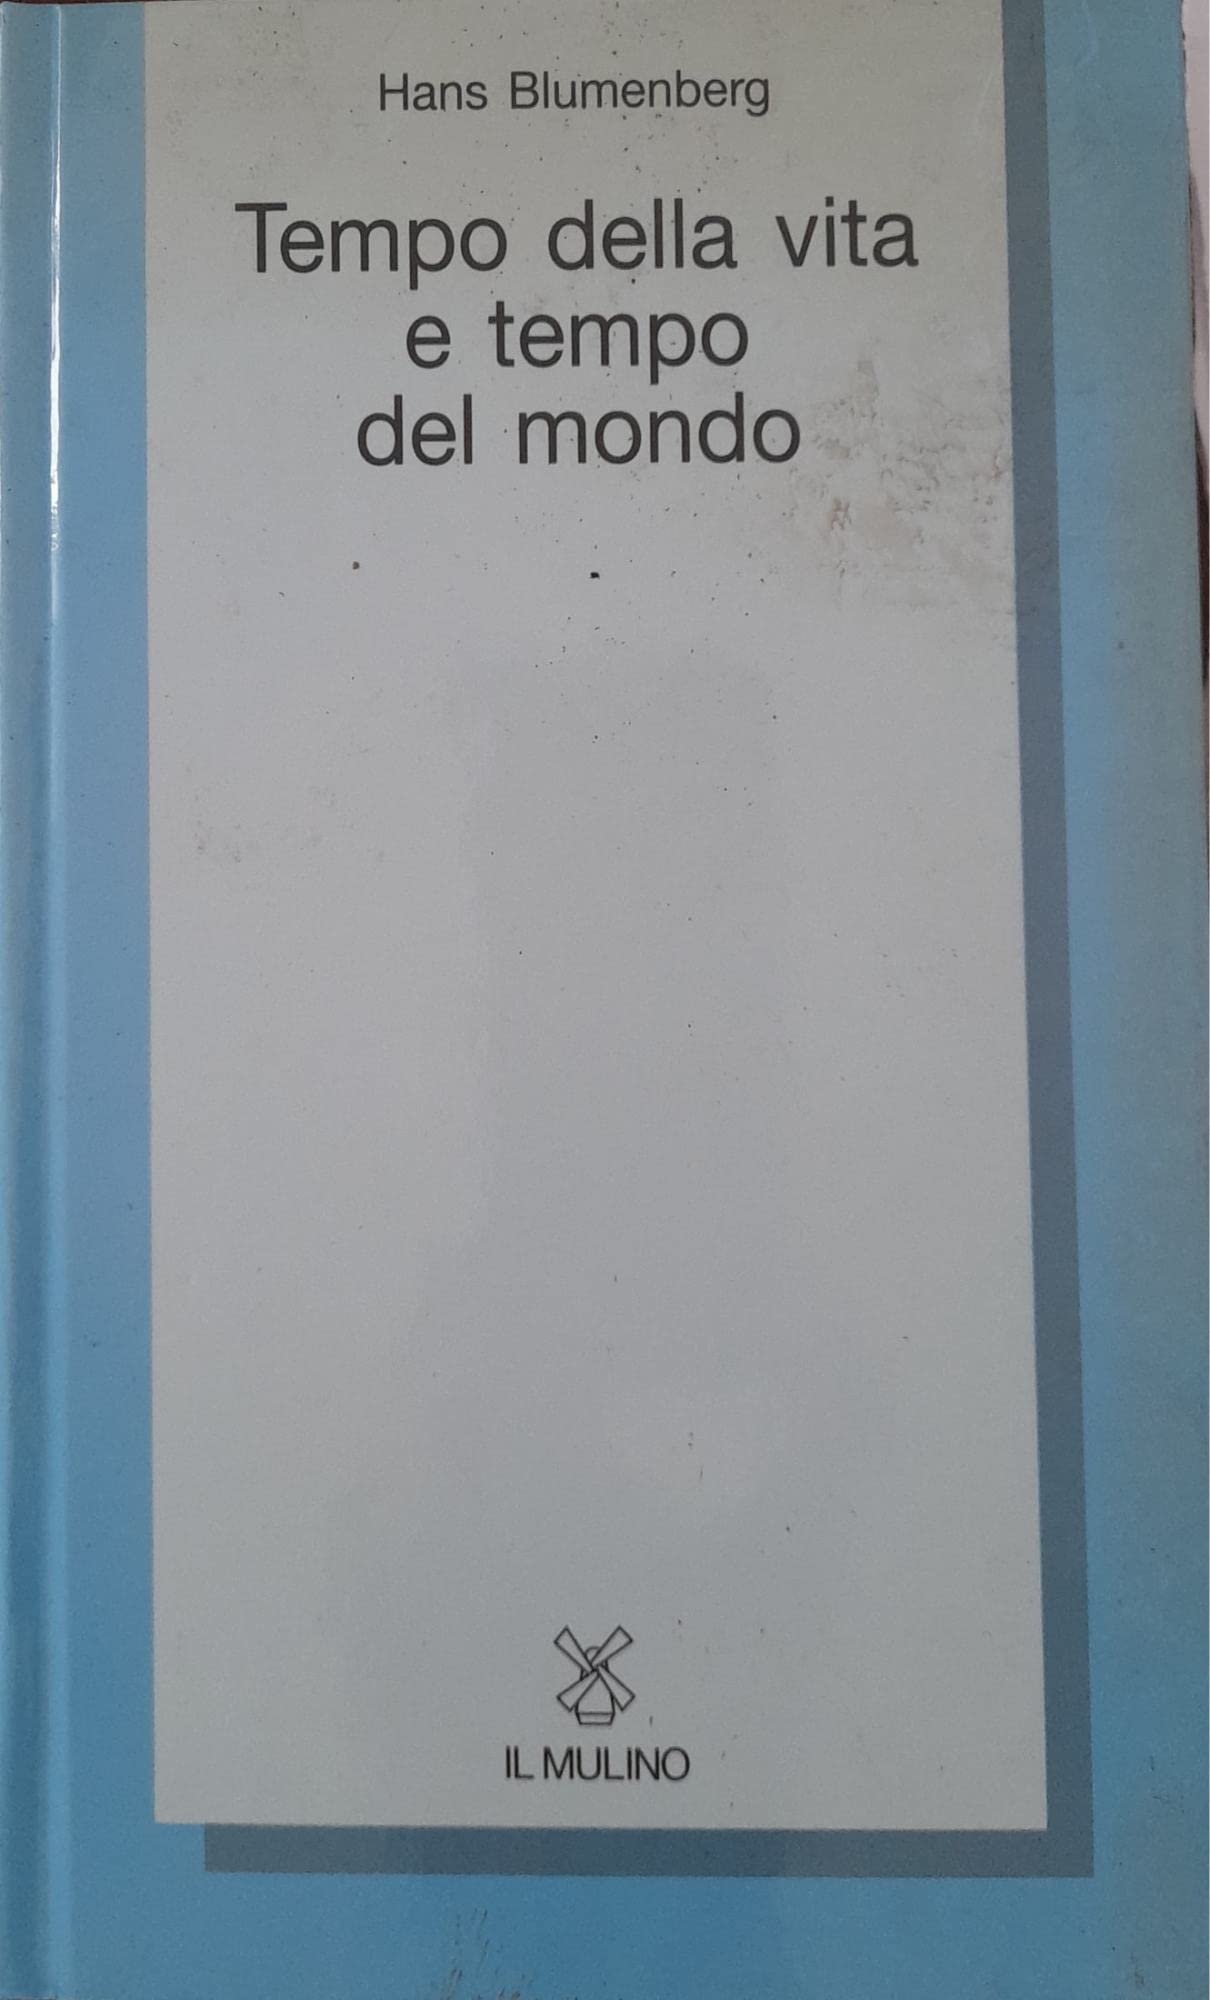 Hans Blumenberg
Tempo della vita
e tempo
del mondo
IL MULINO